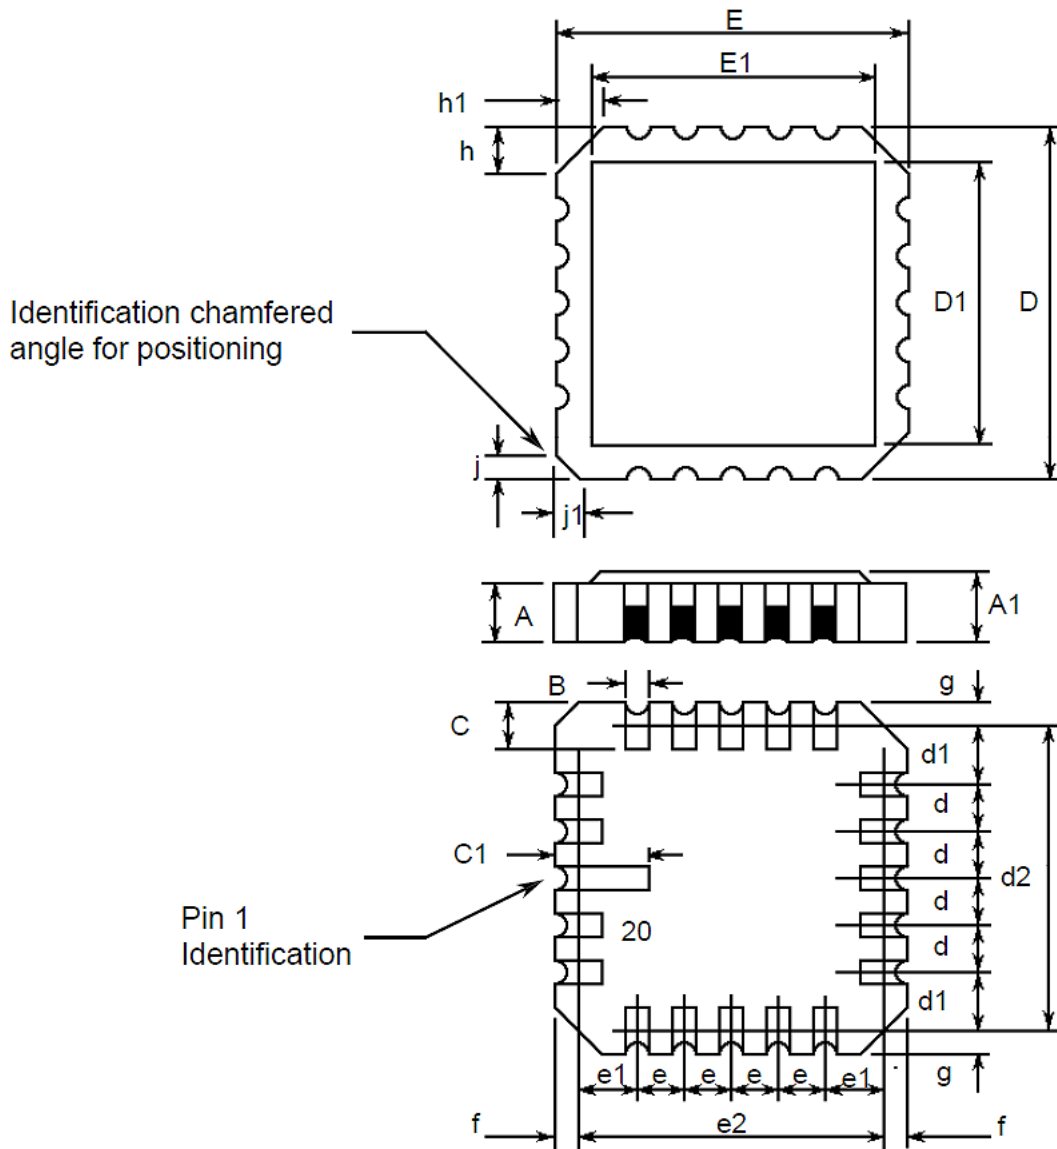 E
E1
h1
h
D1
D
Identification chamfered
angle for positioning
j
j1
A
A1
B
g
C
d1
d
C1
d
d2
Pin 1
Identification
20
d
d
d1
e1
e
e
e
e
e1
g
f
e2
f